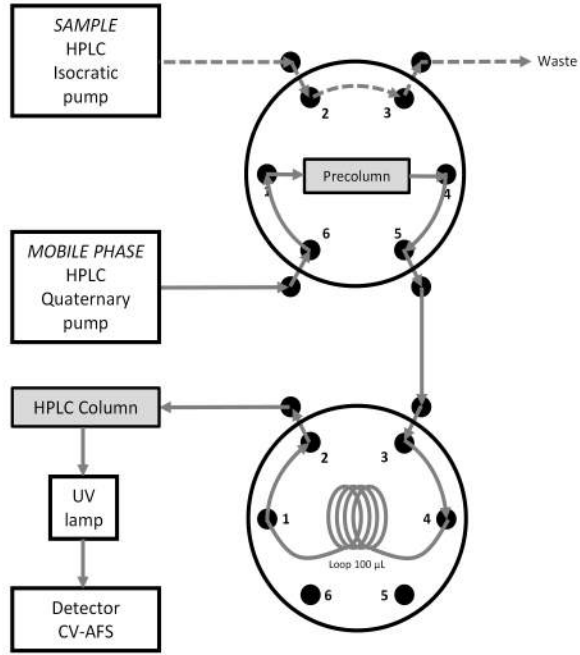 SAMPLE
HPLC
Isocratic
pump
Waste
2
3
Precolumn
4
6
5
MOBILE PHASE
HPLC
Quaternary
pump
HPLC Column
2
3
UV
lamp
1
4
Loop 100 µL
6
5
Detector
CV-AFS